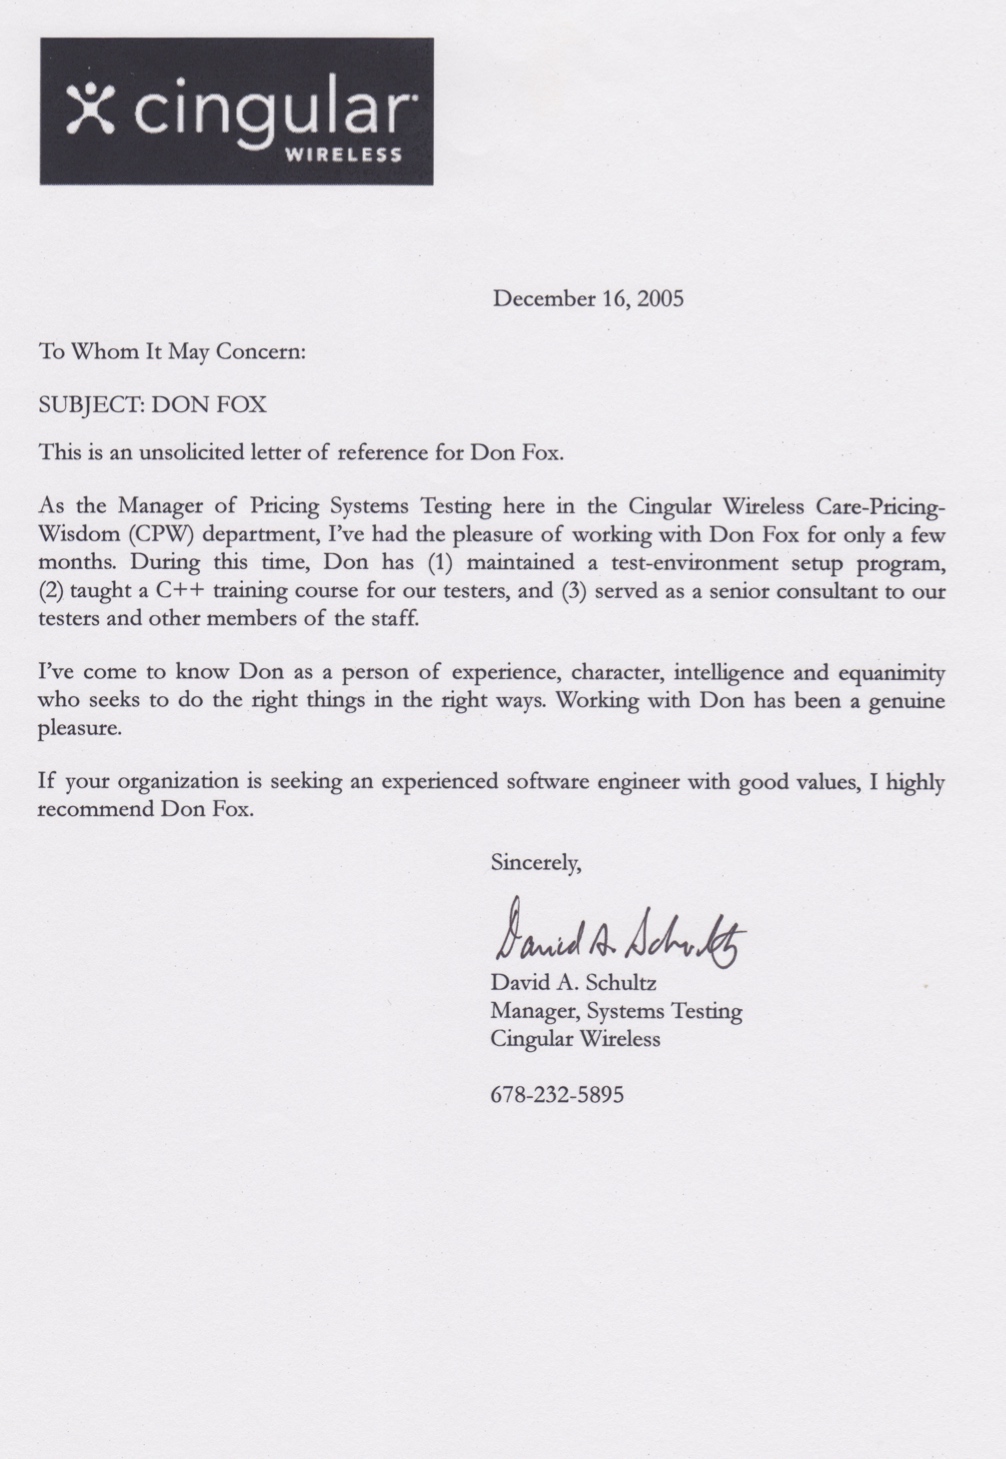 cingular
WIRELESS
December 16, 2005
To Whom It May Concern:
SUBJECT: DON FOX
This is an unsolicited letter of reference for Don Fox.
As the Manager of Pricing Systems Testing here in the Cingular Wireless Care-Pricing-
Wisdom (CPW) department, I've had the pleasure of working with Don Fox for only a few
months. During this time, Don has (1) maintained a test-environment setup program,
(2) taught a C++ training course for our testers, and (3) served as a senior consultant to our
testers and other members of the staff.
I've come to know Don as a person of experience, character, intelligence and equanimity
who seeks to do the right things in the right ways. Working with Don has been a genuine
pleasure.
If your organization is seeking an experienced software engineer with good values, I highly
recommend Don Fox.
Sincerely,
David A. Schultz
David A. Schultz
Manager, Systems Testing
Cingular Wireless
678-232-5895